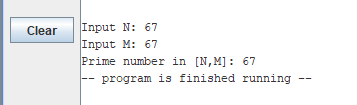 Clear
Input N: 67
Input M: 67
Prime number in [N,M]: 67
-- program is finished running --